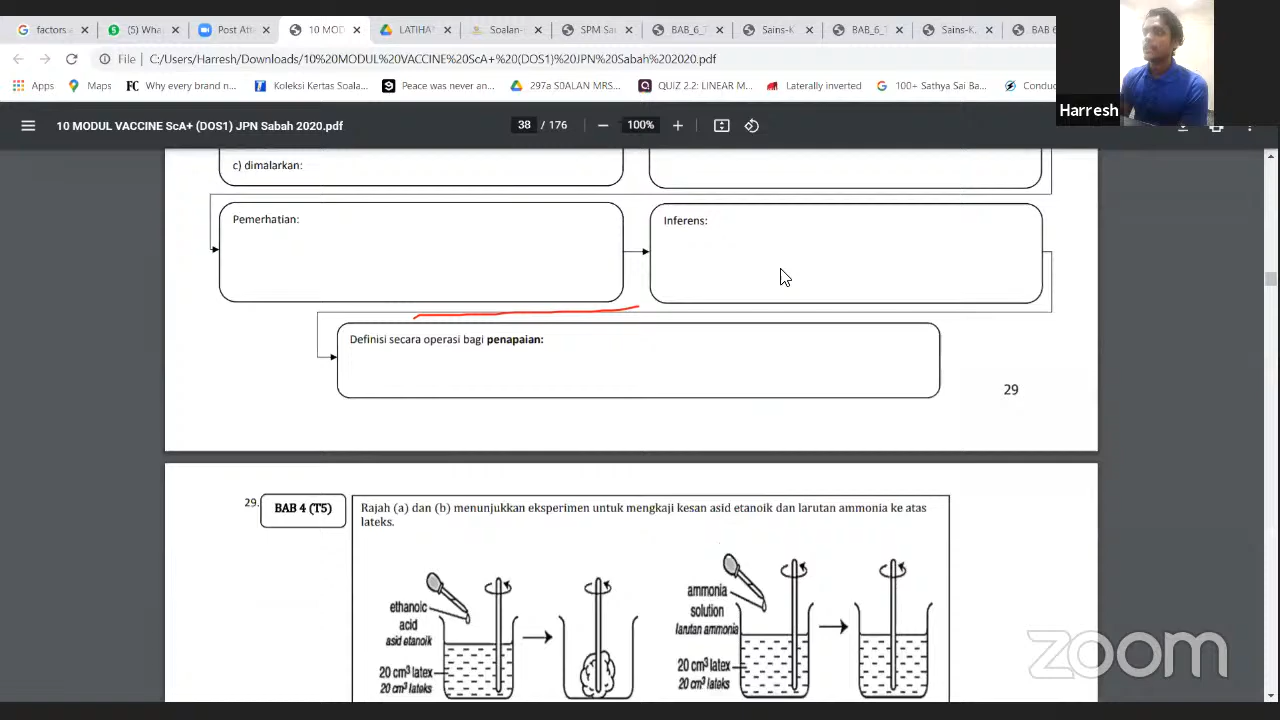 factors a
(5) Wha
Post Att
10 MOD
LATIHA
Soalan-
SPM Sa
BAB_6_T
Sains-K.
BAB_6_T
Sains-K.
BAB 6
File C:/Users/Harresh/Downloads/10%20MODUL%20VACCINE%20ScA+%20(DOS1)%20JPN%20Sabah%202020.pdf
Apps
Maps
Why every brand n...
Koleksi Kertas Soala...
Peace was never an...
297a S0ALAN MRS...
QUIZ 2.2: LINEAR M...
Laterally inverted
100+ Sathya Sai Ba...
Conduc
Harresh
10 MODUL VACCINE ScA+ (DOS1) JPN Sabah 2020.pdf
38 / 176
100%
c) dimalarkan:
Pemerhatian:
Inferens:
Definisi secara operasi bagi penapaian:
29
29.
BAB 4 (T5)
Rajah (a) dan (b) menunjukkan eksperimen untuk mengkaji kesan asid etanoik dan larutan ammonia ke atas
lateks.
ethanoic
acid
asid etanoik
20 cm³ latex
20 cm³ lateks
ammonia
solution
larutan ammonia
20 cm³ latex
20 cm³ lateks
zoom